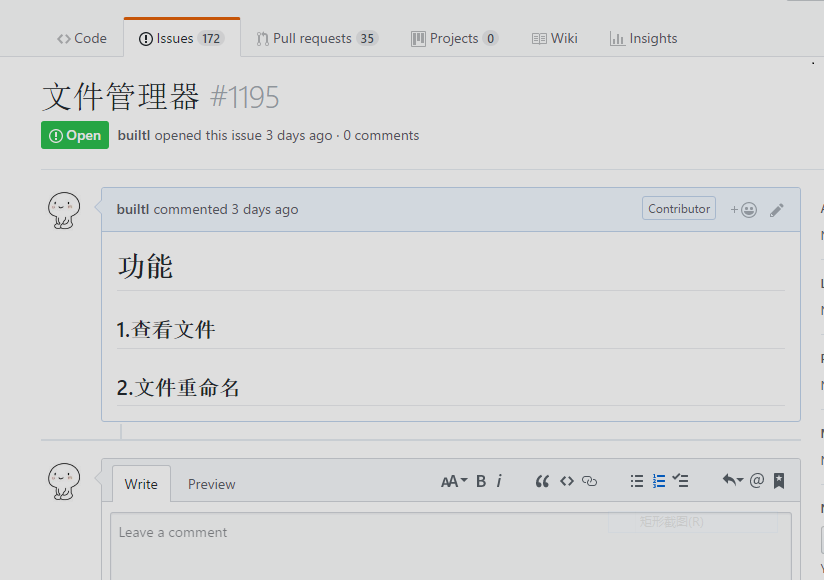 Code Issues 172 Pull requests 35 Projects 0 Wiki Insights
文件管理器 #1195
Open builtl opened this issue 3 days ago · 0 comments
builtl commented 3 days ago Contributor
功能
1.查看文件
2.文件重命名
Write Preview AA B i @
Leave a comment
矩形截图(R)